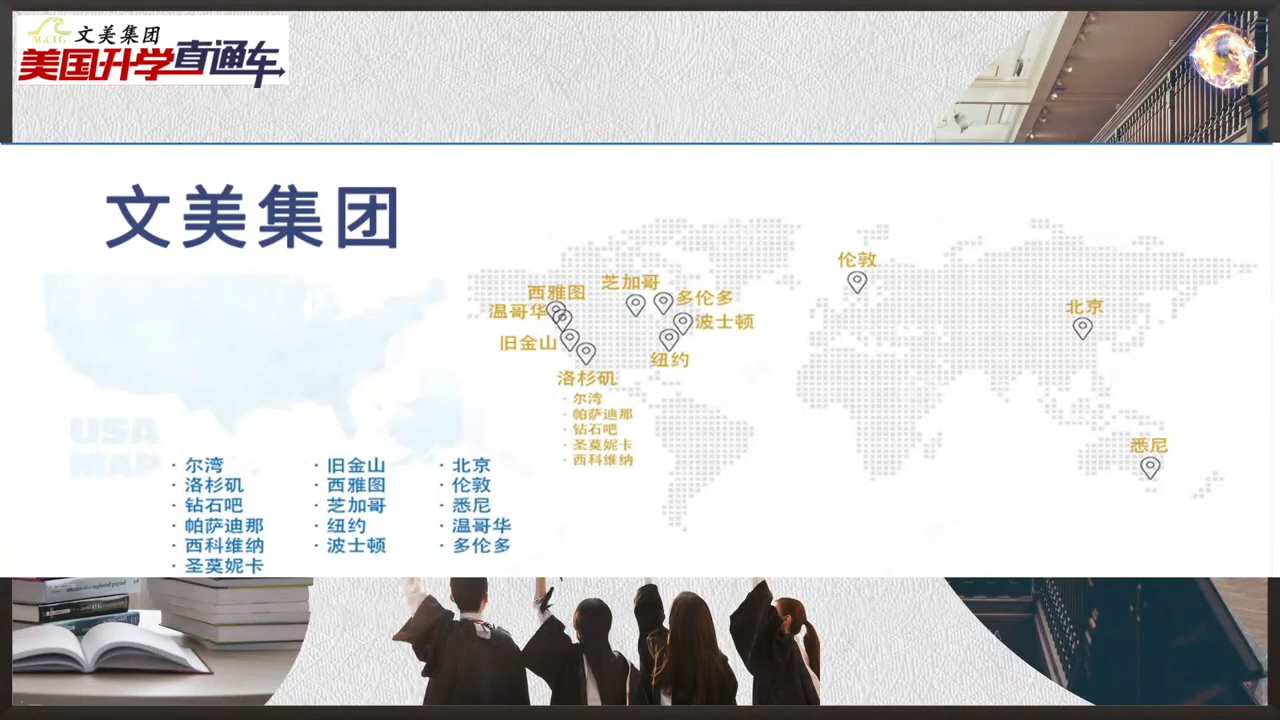 AGCEG
文美集团
美国升学直通车
文美集团
USA
MAP
· 尔湾
· 洛杉矶
· 钻石吧
· 帕萨迪那
· 西科维纳
· 圣莫妮卡
· 旧金山
· 西雅图
· 芝加哥
· 纽约
· 波士顿
· 北京
· 伦敦
· 悉尼
· 温哥华
· 多伦多
西雅图
温哥华
旧金山
洛杉矶
· 尔湾
· 帕萨迪那
· 钻石吧
· 圣莫妮卡
· 西科维纳
芝加哥
多伦多
波士顿
纽约
伦敦
北京
悉尼